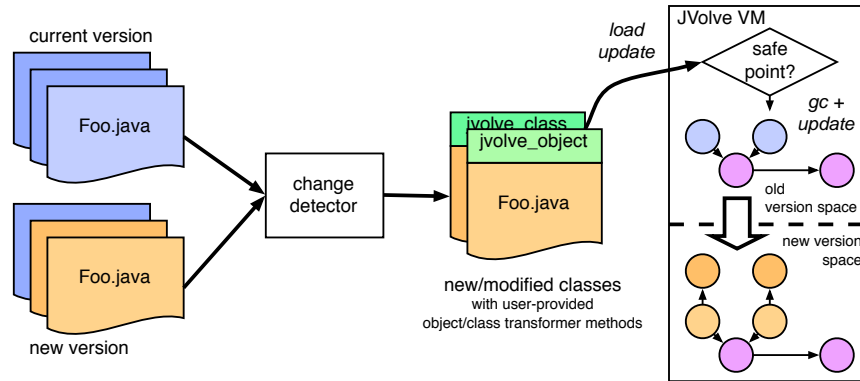 current version
Foo.java
Foo.java
new version
change
detector
jvolve_class
jvolve_object
Foo.java
new/modified classes
with user-provided
object/class transformer methods
load
update
JVolve VM
safe
point?
gc +
update
old
version space
new version
space